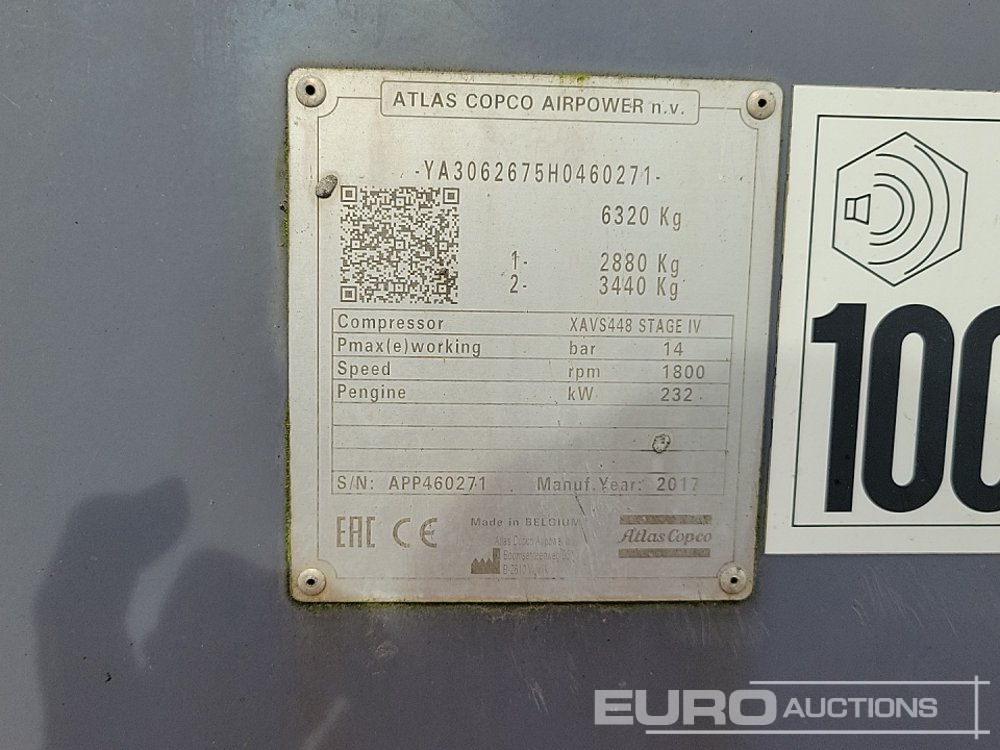 ATLAS COPCO AIRPOWER n.v.
-YA3062675H0460271-
6320 Kg
1- 2880 Kg
2- 3440 Kg
Compressor XAVS448 STAGE IV
Pmax(e)working bar 14
Speed rpm 1800
Pengine kW 232
S/N: APP460271 Manuf.Year: 2017
EAC CE Made in BELGIUM
Atlas Copco
Atlas Copco
100
EURO AUCTIONS